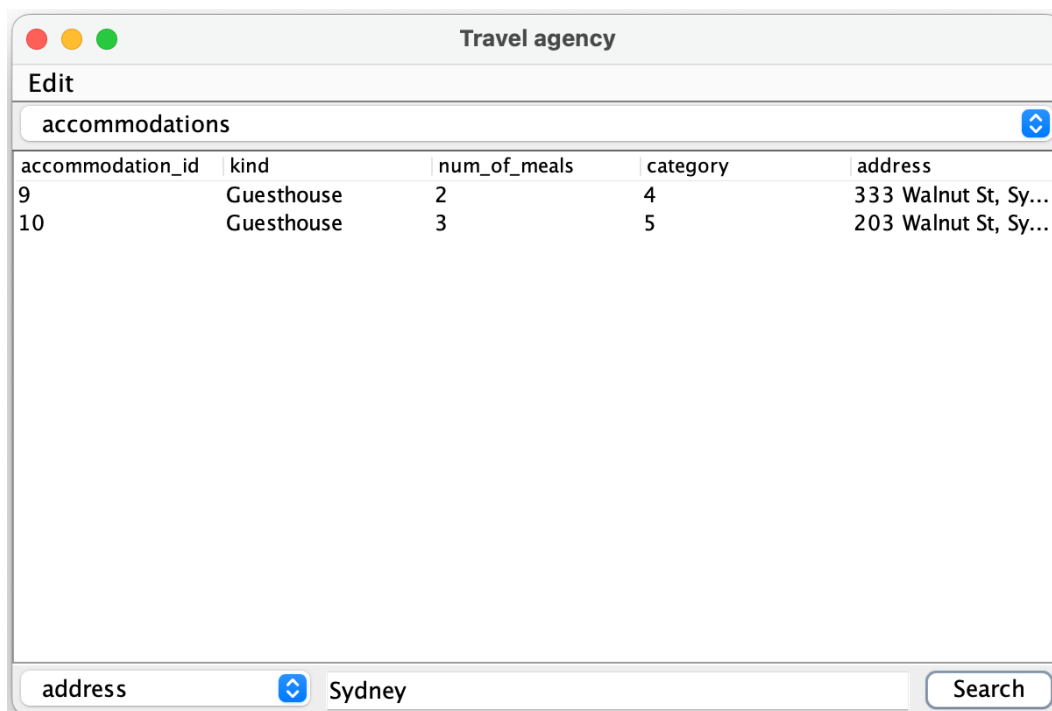 Travel agency
Edit
accommodations
accommodation_id kind num_of_meals category address
9 Guesthouse 2 4 333 Walnut St, Sy...
10 Guesthouse 3 5 203 Walnut St, Sy...
address Sydney Search